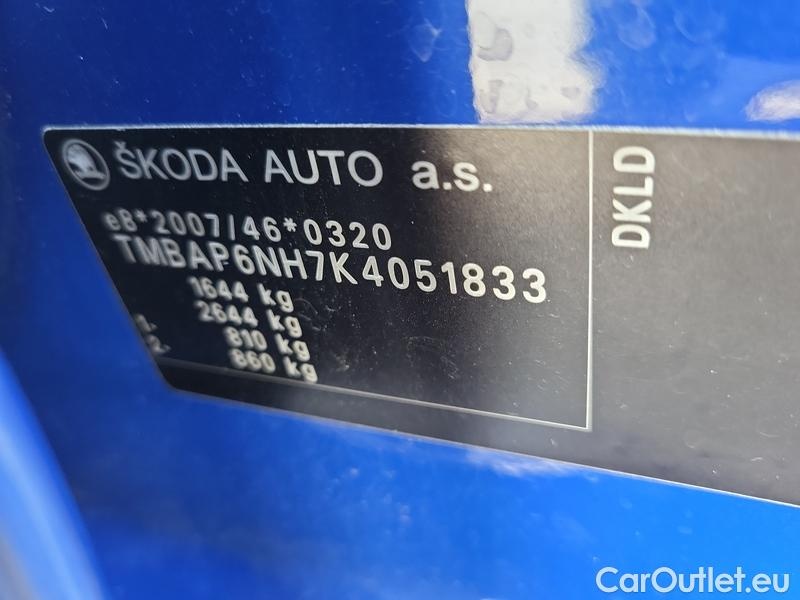 ŠKODA AUTO a.s.
e8*2007/46*0320
TMBAP6NH7K4051833
1644 kg
2644 kg
1. 810 kg
2. 860 kg
DKLD
CarOutlet.eu